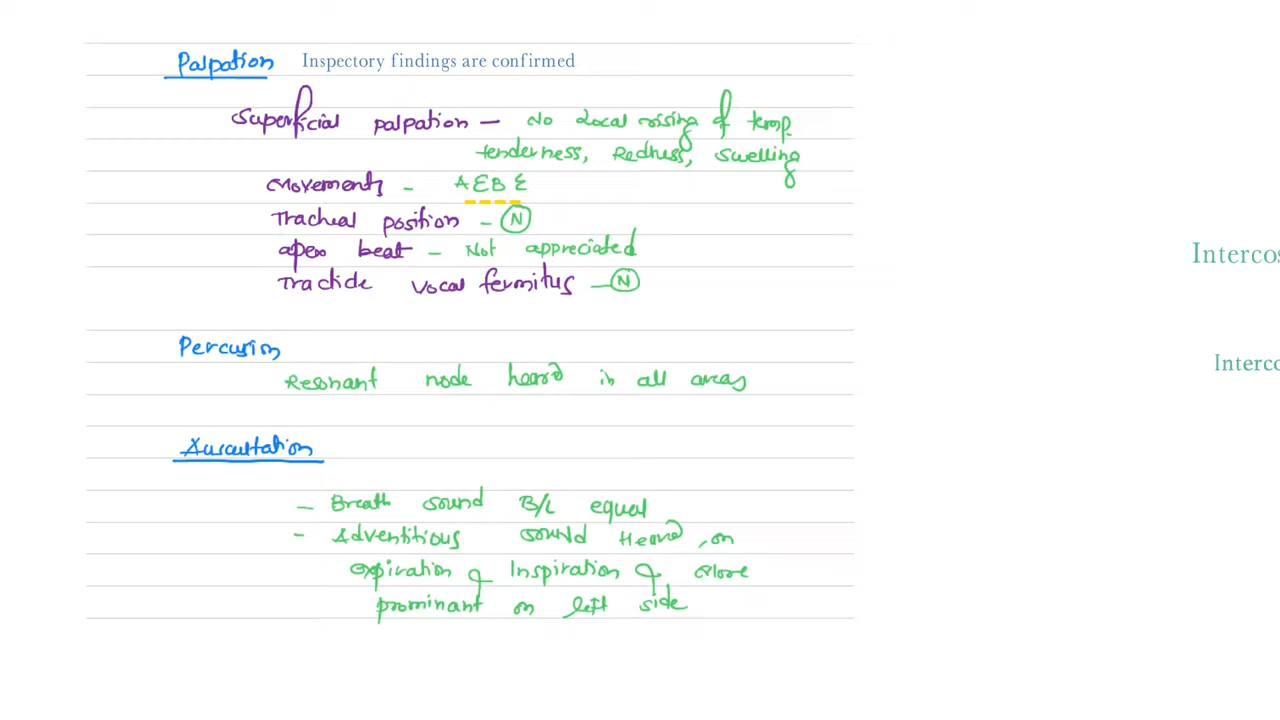 Palpation Inspectory findings are confirmed
Superficial palpation - No Local rising of temp.
tenderness, Redness, swelling
Movements - AEBE
Tracheal position - N
apex beat - Not appreciated
Tractile vocal fermitus - N
Percusion
Resonant node heard in all areas
Auscultation
- Breath sound B/L equal
- Adventitious sound Heard, on
expiration & Inspiration & More
prominant on left side
Intercos
Interco